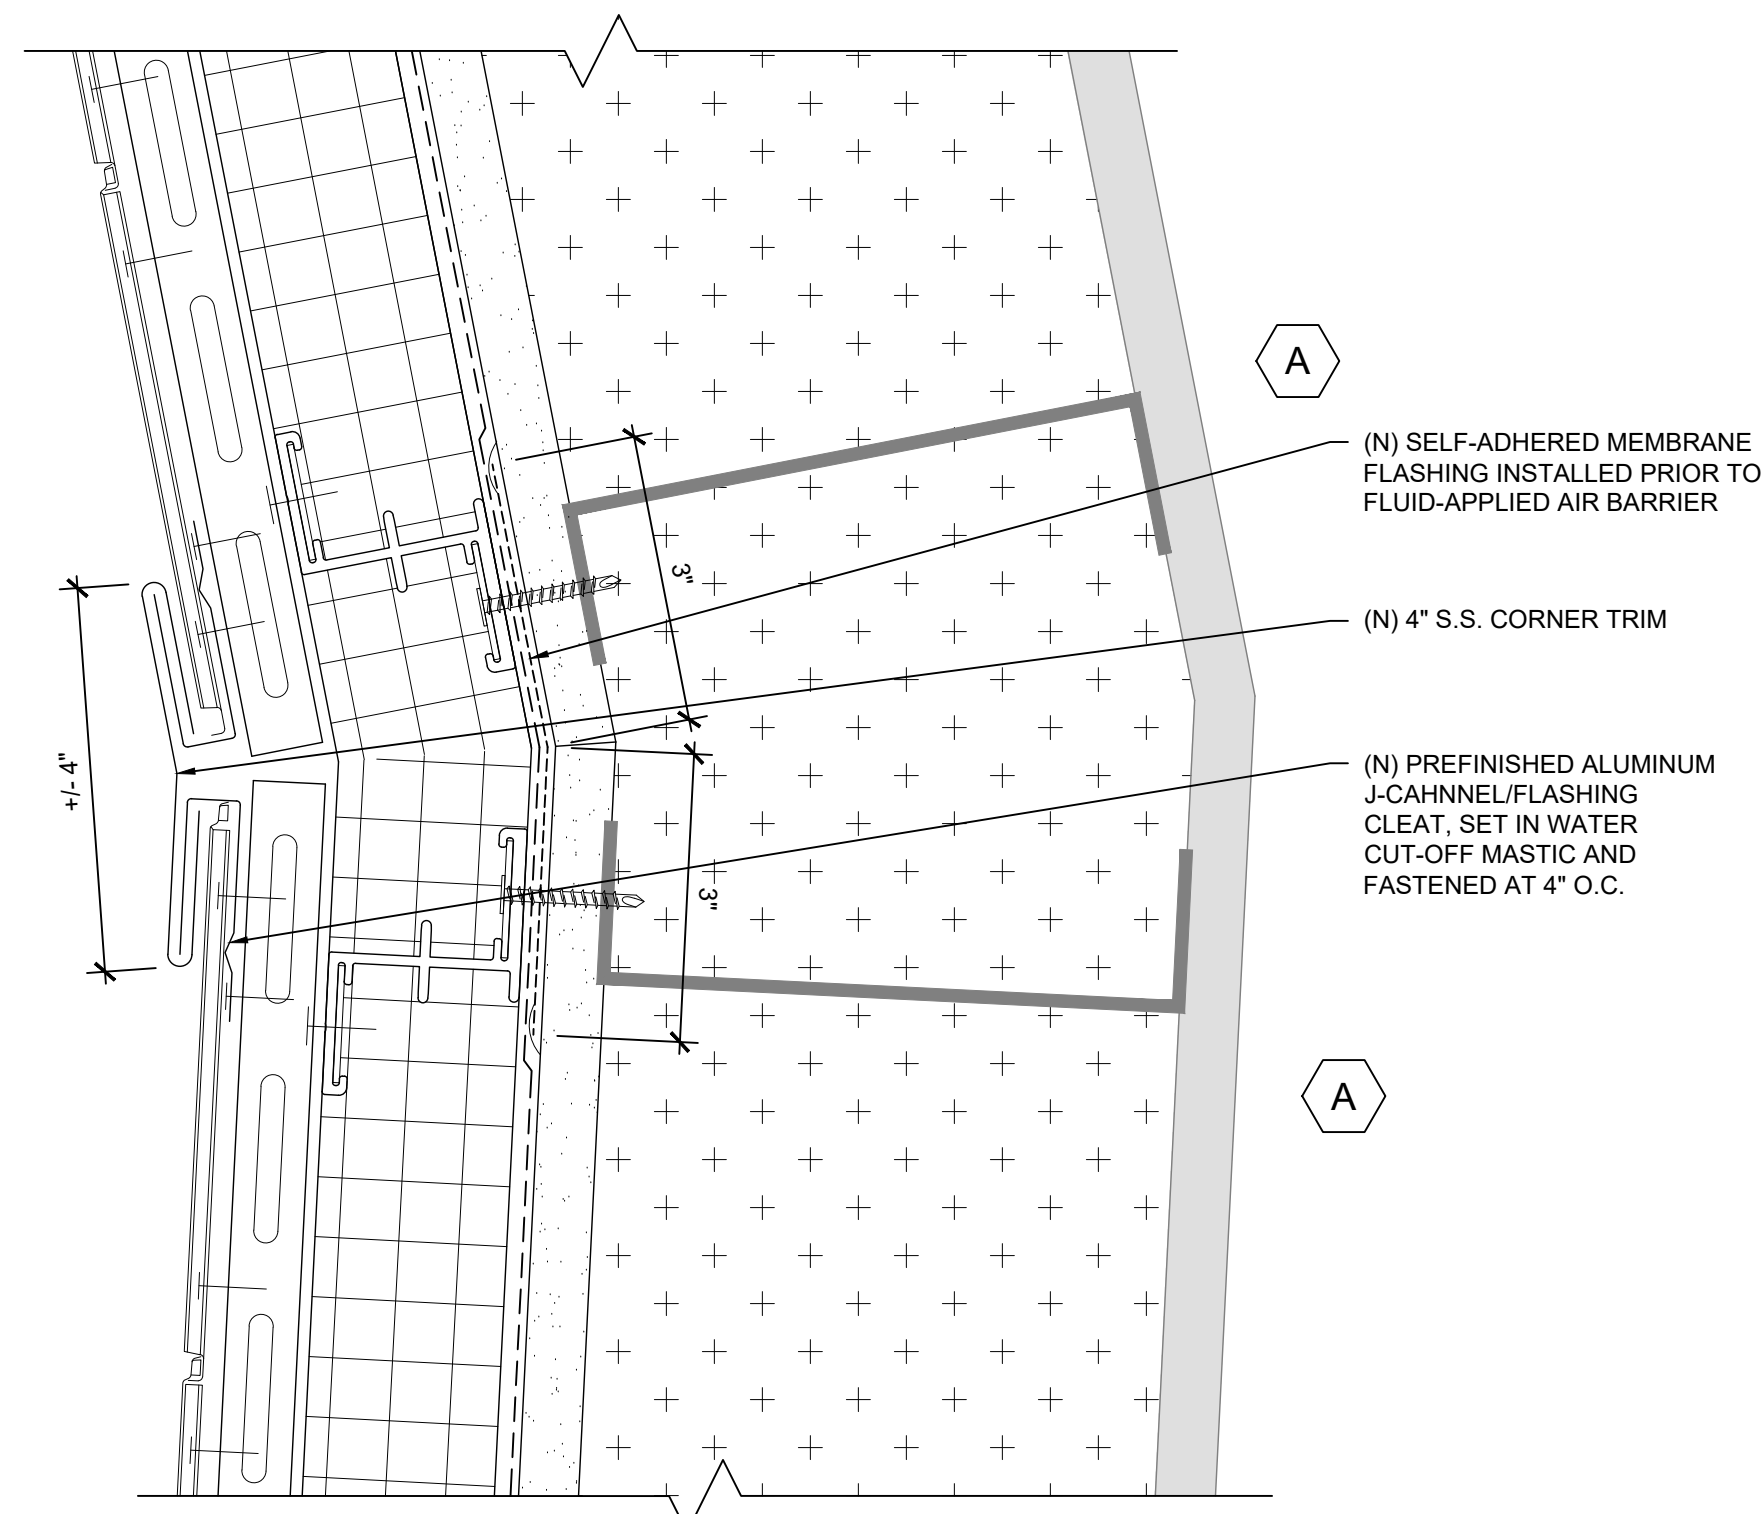 A
(N) SELF-ADHERED MEMBRANE
FLASHING INSTALLED PRIOR TO
FLUID-APPLIED AIR BARRIER
3"
(N) 4" S.S. CORNER TRIM
+/- 4"
(N) PREFINISHED ALUMINUM
J-CAHNNEL/FLASHING
CLEAT, SET IN WATER
CUT-OFF MASTIC AND
FASTENED AT 4" O.C.
3"
A